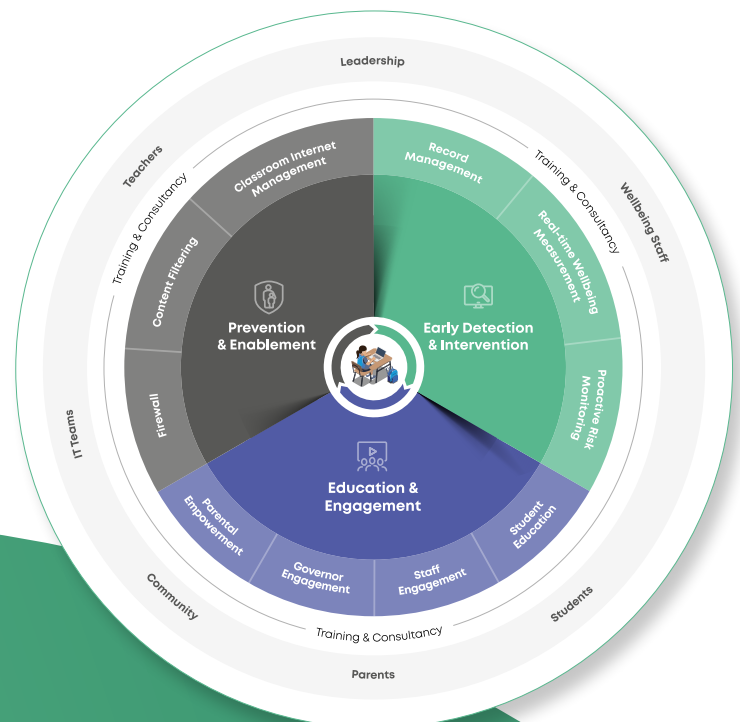 Leadership
Teachers
Wellbeing Staff
IT Teams
Community
Students
Parents
Training & Consultancy
Training & Consultancy
Training & Consultancy
Classroom Internet
Management
Content Filtering
Firewall
Record
Management
Real-time Wellbeing
Measurement
Proactive Risk
Monitoring
Prevention
& Enablement
Early Detection
& Intervention
Education &
Engagement
Parental
Empowerment
Governor
Engagement
Staff
Engagement
Student
Education